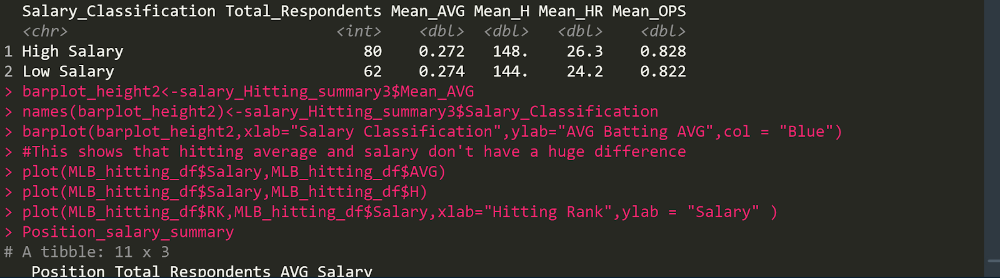 Salary_Classification Total_Respondents Mean_AVG Mean_H Mean_HR Mean_OPS
<chr> <int> <dbl> <dbl> <dbl> <dbl>
1 High Salary 80 0.272 148. 26.3 0.828
2 Low Salary 62 0.274 144. 24.2 0.822
> barplot_height2<-salary_Hitting_summary3$Mean_AVG
> names(barplot_height2)<-salary_Hitting_summary3$Salary_Classification
> barplot(barplot_height2,xlab="Salary Classification",ylab="AVG Batting AVG",col = "Blue")
> #This shows that hitting average and salary don't have a huge difference
> plot(MLB_hitting_df$Salary,MLB_hitting_df$AVG)
> plot(MLB_hitting_df$Salary,MLB_hitting_df$H)
> plot(MLB_hitting_df$RK,MLB_hitting_df$Salary,xlab="Hitting Rank",ylab = "Salary" )
> Position_salary_summary
# A tibble: 11 x 3
Position Total_Respondents AVG_Salary